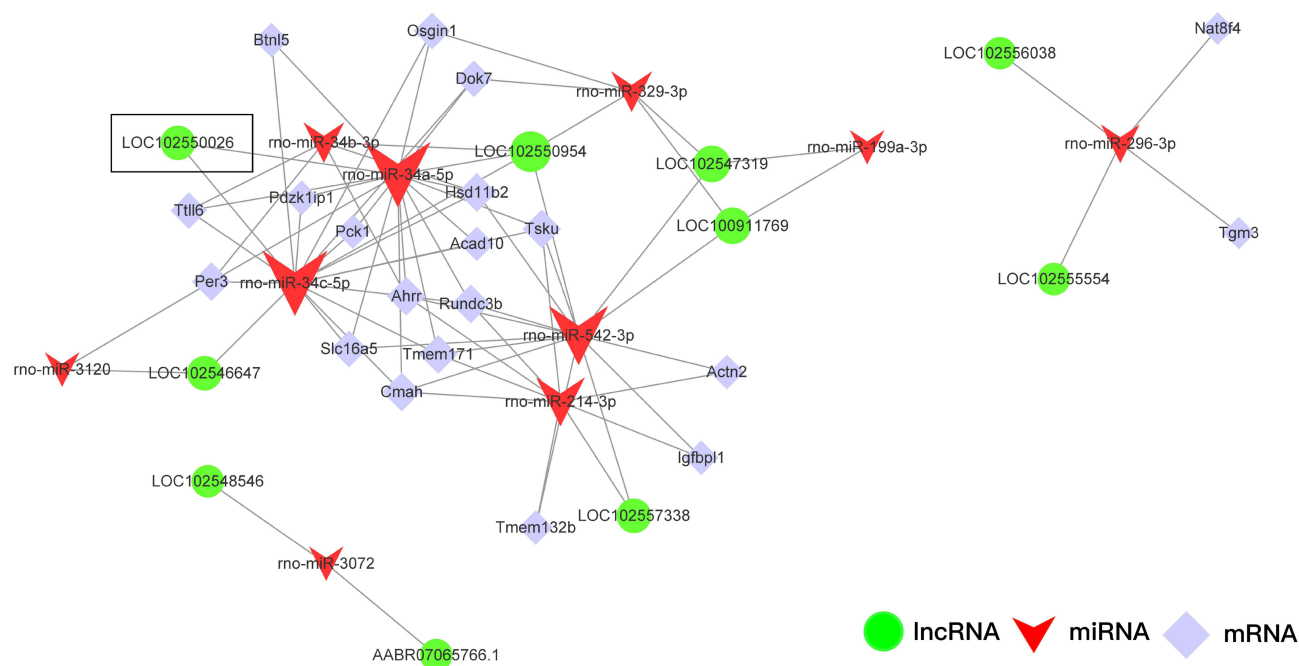 Osgin1
Nat8f4
Btnl5
LOC102556038
Dok7
rno-miR-329-3p
LOC102550026
rno-miR-34b-3p
rno-miR-296-3p
rno-miR-199a-3p
LOC102550954
LOC102547319
rno-miR-34a-5p
Hsd11b2
Pdzk1ip1
Ttll6
LOC100911769
Tsku
Pck1
Tgm3
Acad10
LOC102555554
Per3
rno-miR-34c-5p
Ahrr
Rundc3b
rno-miR-542-3p
Slc16a5
Tmem171
rno-miR-3120
LOC102546647
Actn2
Cmah
rno-miR-214-3p
Igfbpl1
LOC102548546
LOC102557338
Tmem132b
rno-miR-3072
lncRNA
miRNA
mRNA
AABR07065766.1